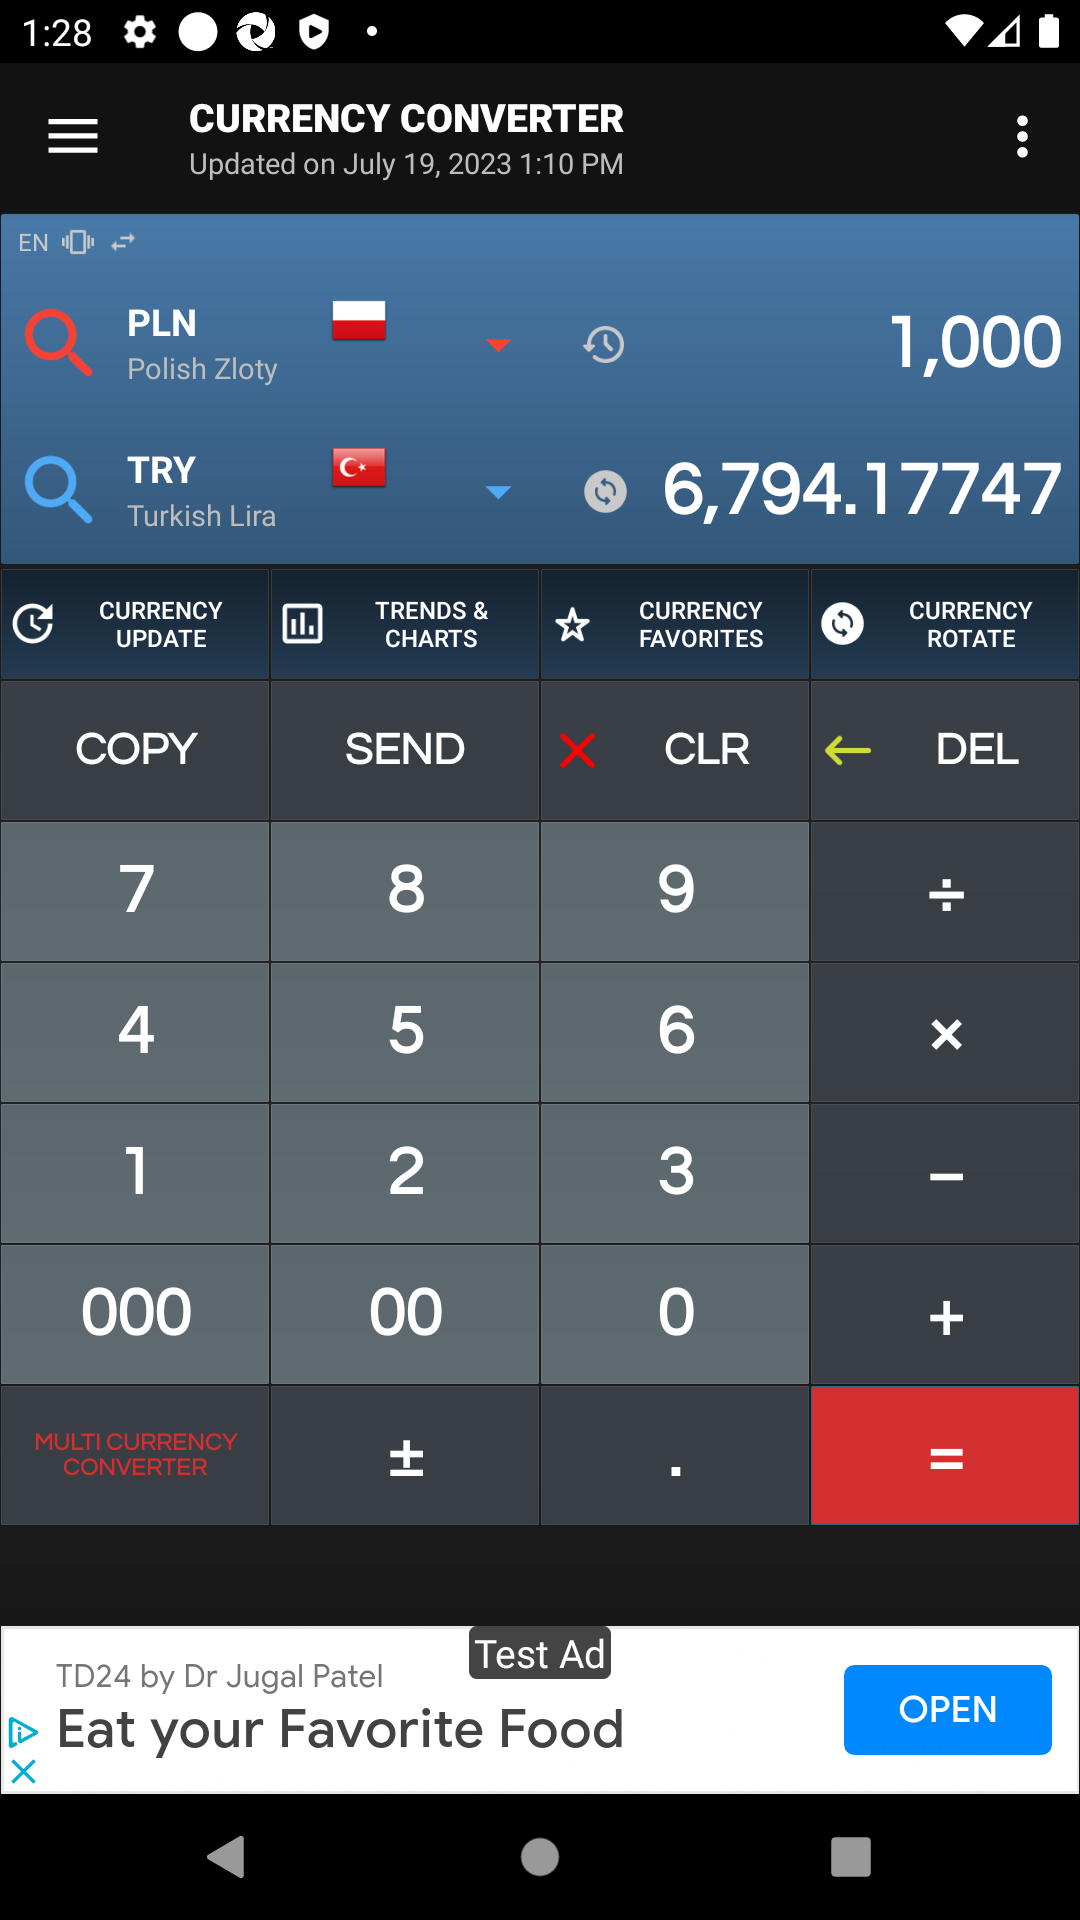 1:28
CURRENCY CONVERTER
Updated on July 19, 2023 1:10 PM
EN
PLN
Polish Zloty
1,000
TRY
Turkish Lira
6,794.17747
CURRENCY UPDATE
TRENDS & CHARTS
CURRENCY FAVORITES
CURRENCY ROTATE
COPY
SEND
CLR
DEL
7
8
9
÷
4
5
6
×
1
2
3
−
000
00
0
+
MULTI CURRENCY CONVERTER
±
.
=
Test Ad
TD24 by Dr Jugal Patel
Eat your Favorite Food
OPEN